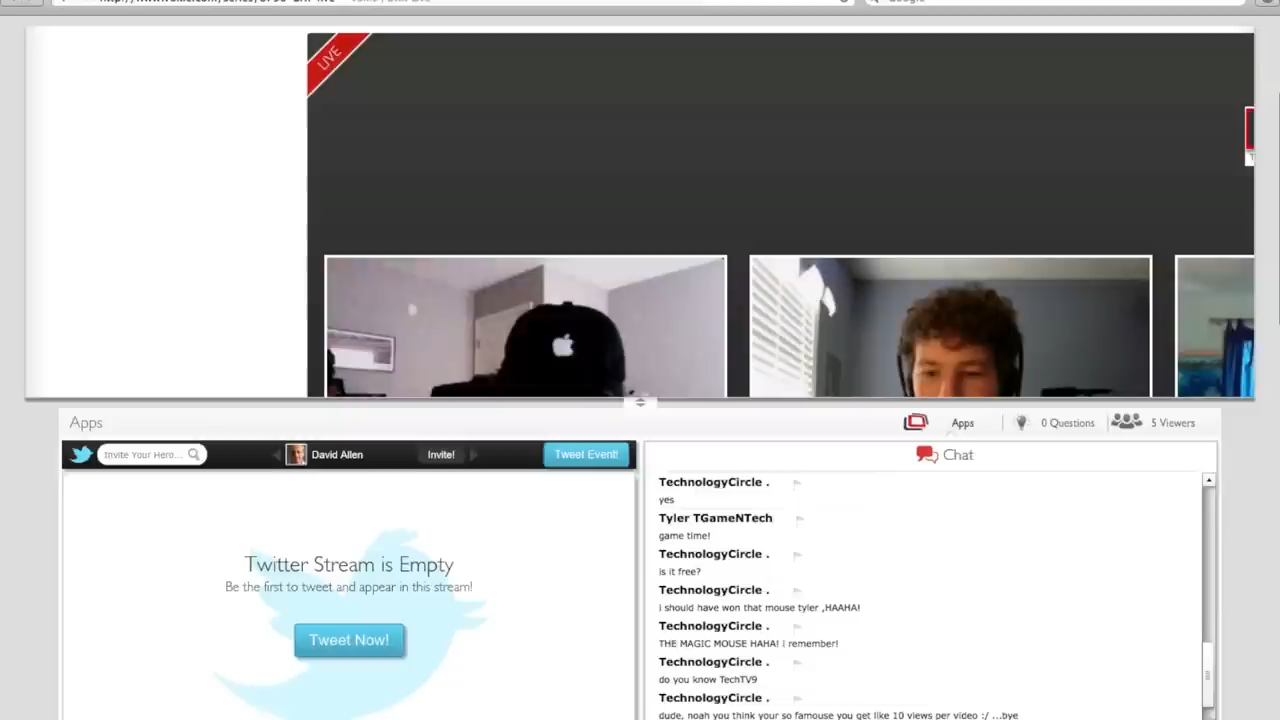 LIVE
Apps
Apps
0 Questions
5 Viewers
Invite Your Hero...
David Allen
Invite!
Tweet Event!
Chat
Twitter Stream is Empty
Be the first to tweet and appear in this stream!
Tweet Now!
TechnologyCircle .
yes
Tyler TGameNTech
game time!
TechnologyCircle .
is it free?
TechnologyCircle .
i should have won that mouse tyler ,HAAHA!
TechnologyCircle .
THE MAGIC MOUSE HAHA! i remember!
TechnologyCircle .
do you know TechTV9
TechnologyCircle .
dude, noah you think your so famouse you get like 10 views per video :/ ...bye